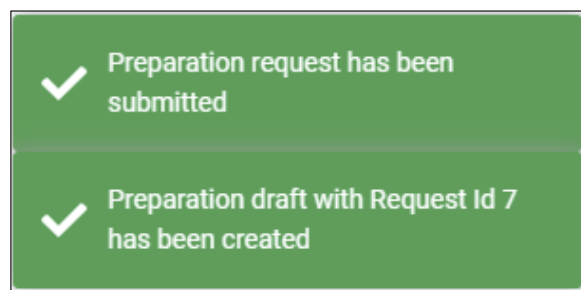 Preparation request has been
submitted
Preparation draft with Request Id 7
has been created